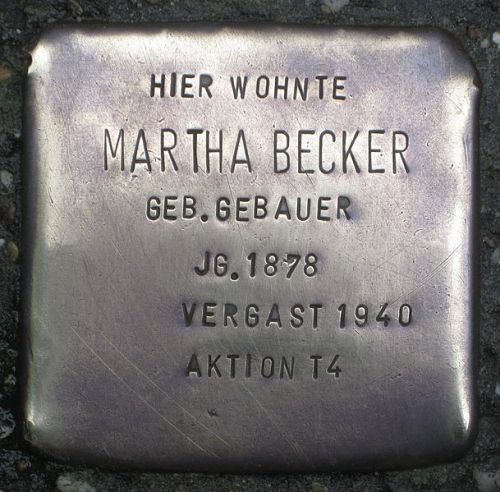 HIER WOHNTE
MARTHA BECKER
GEB. GEBAUER
JG. 1878
VERGAST 1940
AKTION T4